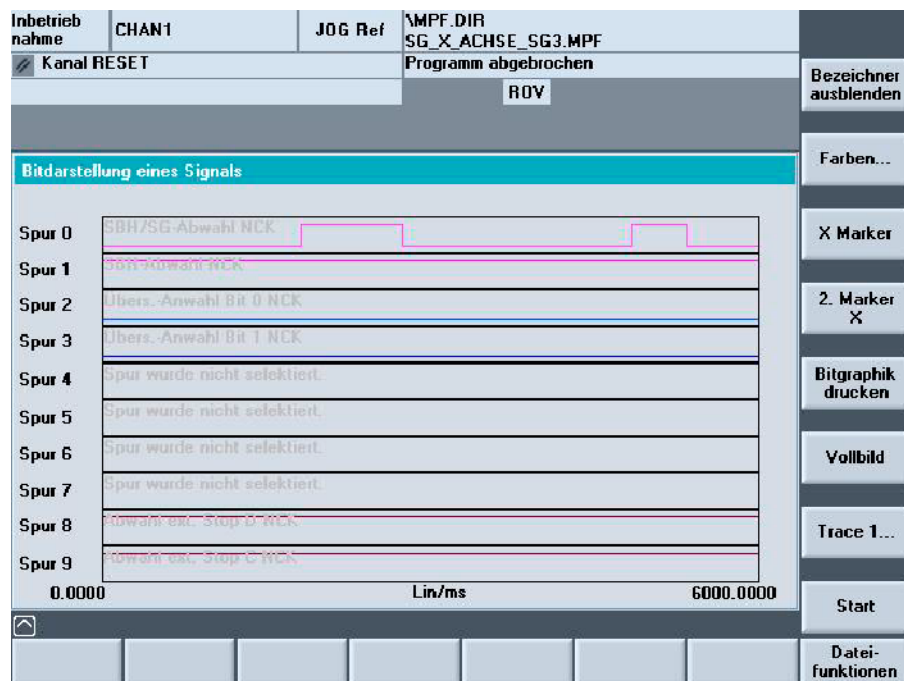 Inbetrieb
nahme
CHAN1
JOG Ref
\MPF.DIR
SG_X_ACHSE_SG3.MPF
Kanal RESET
Programm abgebrochen
ROV
Bezeichner
ausblenden
Farben...
X Marker
2. Marker
X
Bitgraphik
drucken
Vollbild
Trace 1...
Start
Datei-
funktionen
Bitdarstellung eines Signals
Spur 0 SBH/SG-Abwahl NCK
Spur 1 SBH-Abwahl NCK
Spur 2 Übers.-Anwahl Bit 0 NCK
Spur 3 Übers.-Anwahl Bit 1 NCK
Spur 4 Spur wurde nicht selektiert.
Spur 5 Spur wurde nicht selektiert.
Spur 6 Spur wurde nicht selektiert.
Spur 7 Spur wurde nicht selektiert.
Spur 8 Abwahl ext. Stop D NCK
Spur 9 Abwahl ext. Stop C NCK
0.0000 Lin/ms 6000.0000